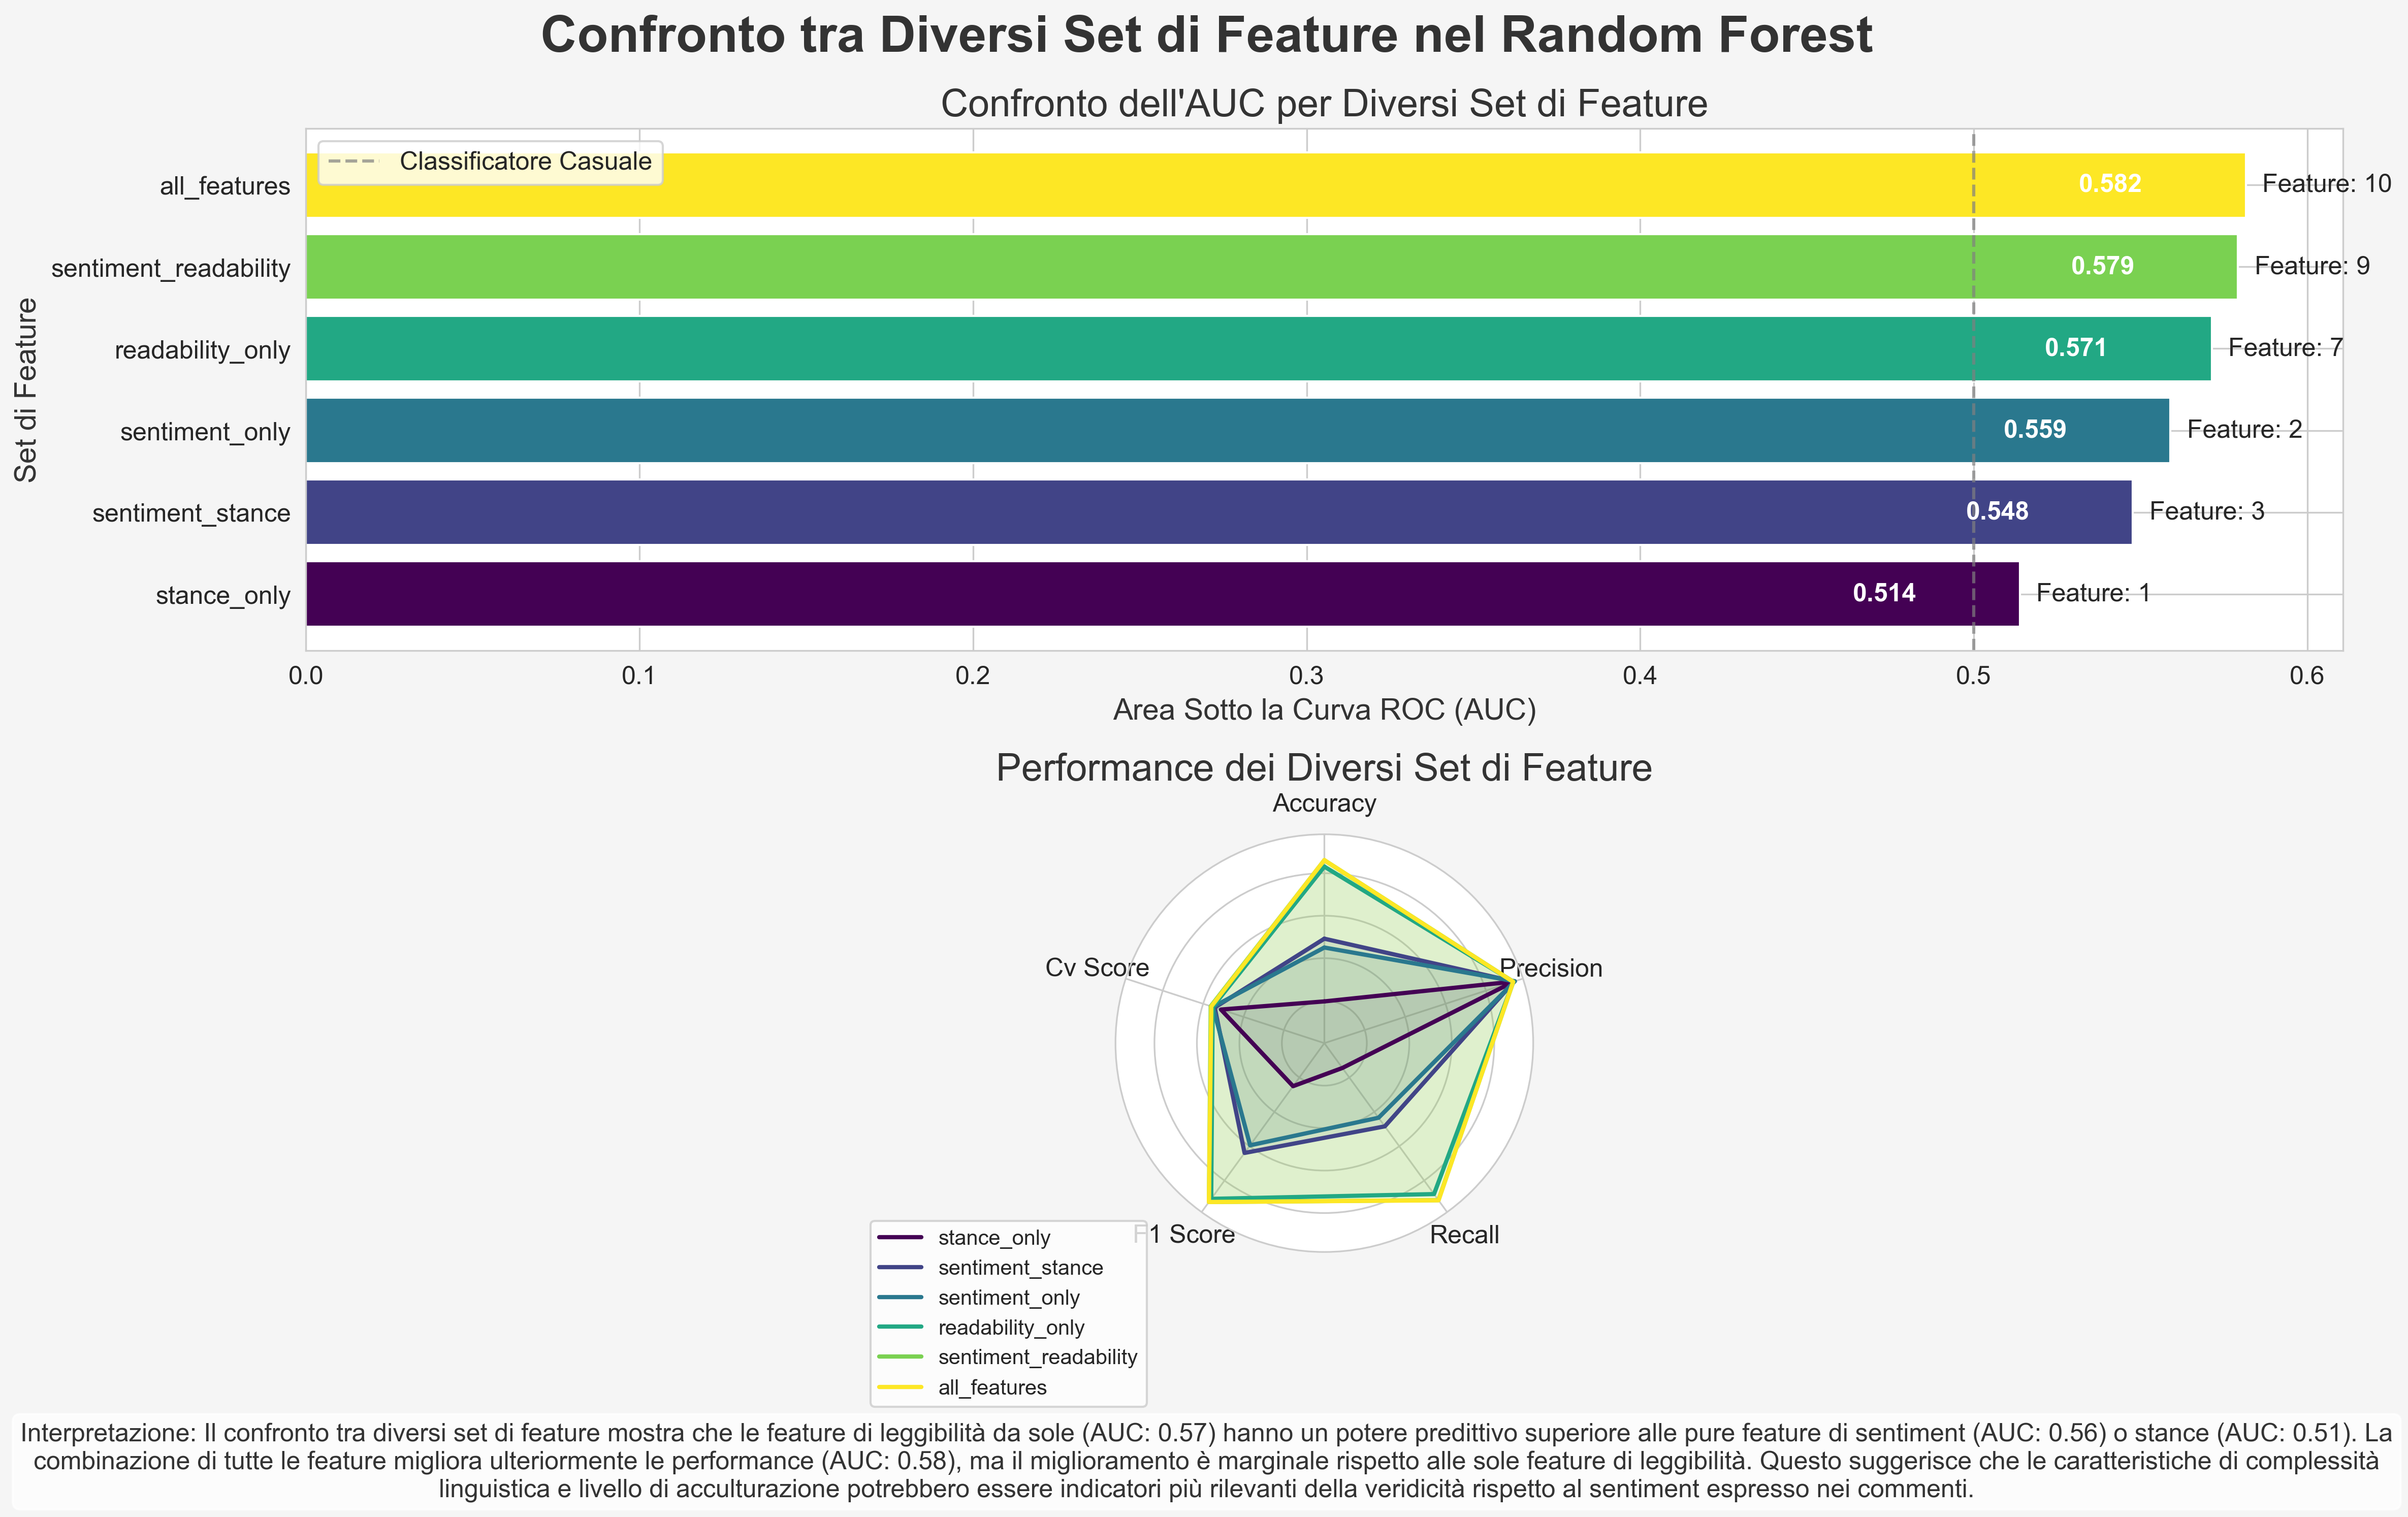 Confronto tra Diversi Set di Feature nel Random Forest
Confronto dell'AUC per Diversi Set di Feature
Classificatore Casuale
Set di Feature
all_features
0.582
Feature: 10
sentiment_readability
0.579
Feature: 9
readability_only
0.571
Feature: 7
sentiment_only
0.559
Feature: 2
sentiment_stance
0.548
Feature: 3
stance_only
0.514
Feature: 1
0.0 0.1 0.2 0.3 0.4 0.5 0.6
Area Sotto la Curva ROC (AUC)
Performance dei Diversi Set di Feature
Accuracy
Cv Score
Precision
F1 Score
Recall
stance_only
sentiment_stance
sentiment_only
readability_only
sentiment_readability
all_features
Interpretazione: Il confronto tra diversi set di feature mostra che le feature di leggibilità da sole (AUC: 0.57) hanno un potere predittivo superiore alle pure feature di sentiment (AUC: 0.56) o stance (AUC: 0.51). La
combinazione di tutte le feature migliora ulteriormente le performance (AUC: 0.58), ma il miglioramento è marginale rispetto alle sole feature di leggibilità. Questo suggerisce che le caratteristiche di complessità
linguistica e livello di acculturazione potrebbero essere indicatori più rilevanti della veridicità rispetto al sentiment espresso nei commenti.